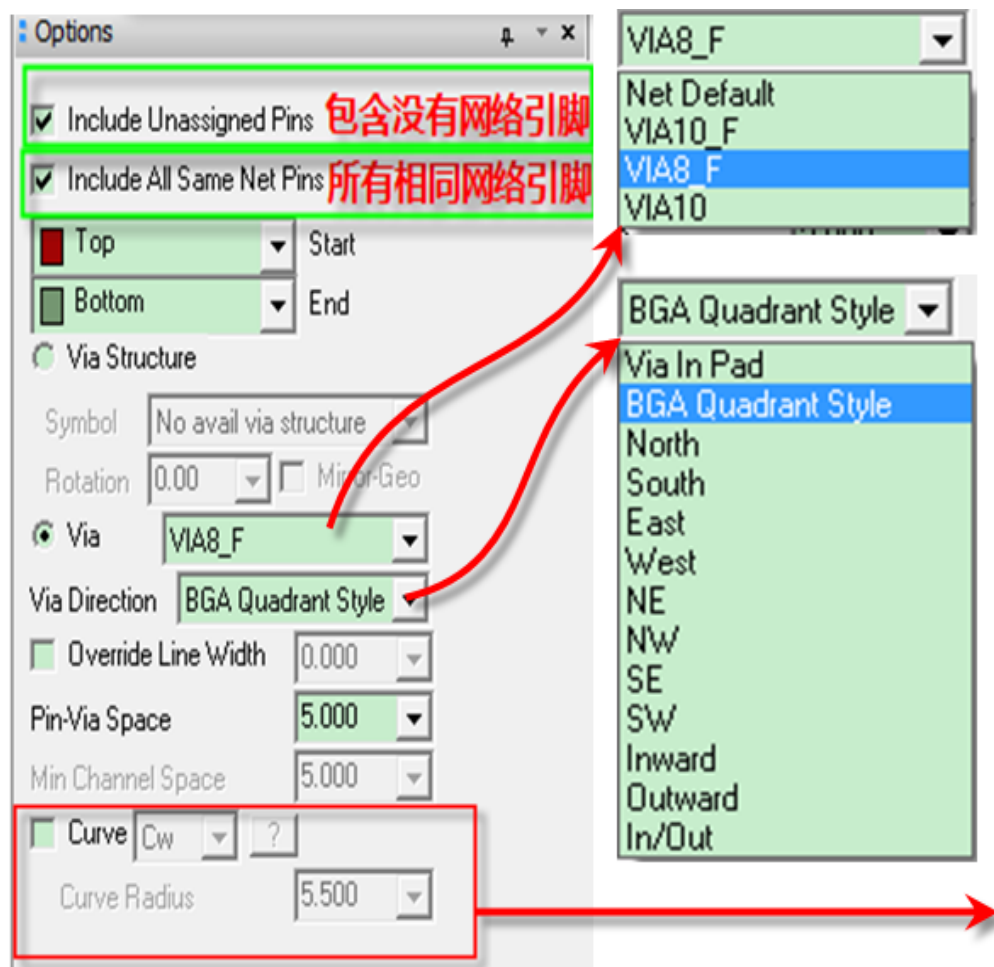 Options
Include Unassigned Pins 包含没有网络引脚
Include All Same Net Pins 所有相同网络引脚
Top Start
Bottom End
Via Structure
Symbol No avail via structure
Rotation 0.00 Mirror-Geo
Via VIA8_F
Via Direction BGA Quadrant Style
Override Line Width 0.000
Pin-Via Space 5.000
Min Channel Space 5.000
Curve Cw ?
Curve Radius 5.500
VIA8_F
Net Default
VIA10_F
VIA8_F
VIA10
BGA Quadrant Style
Via In Pad
BGA Quadrant Style
North
South
East
West
NE
NW
SE
SW
Inward
Outward
In/Out